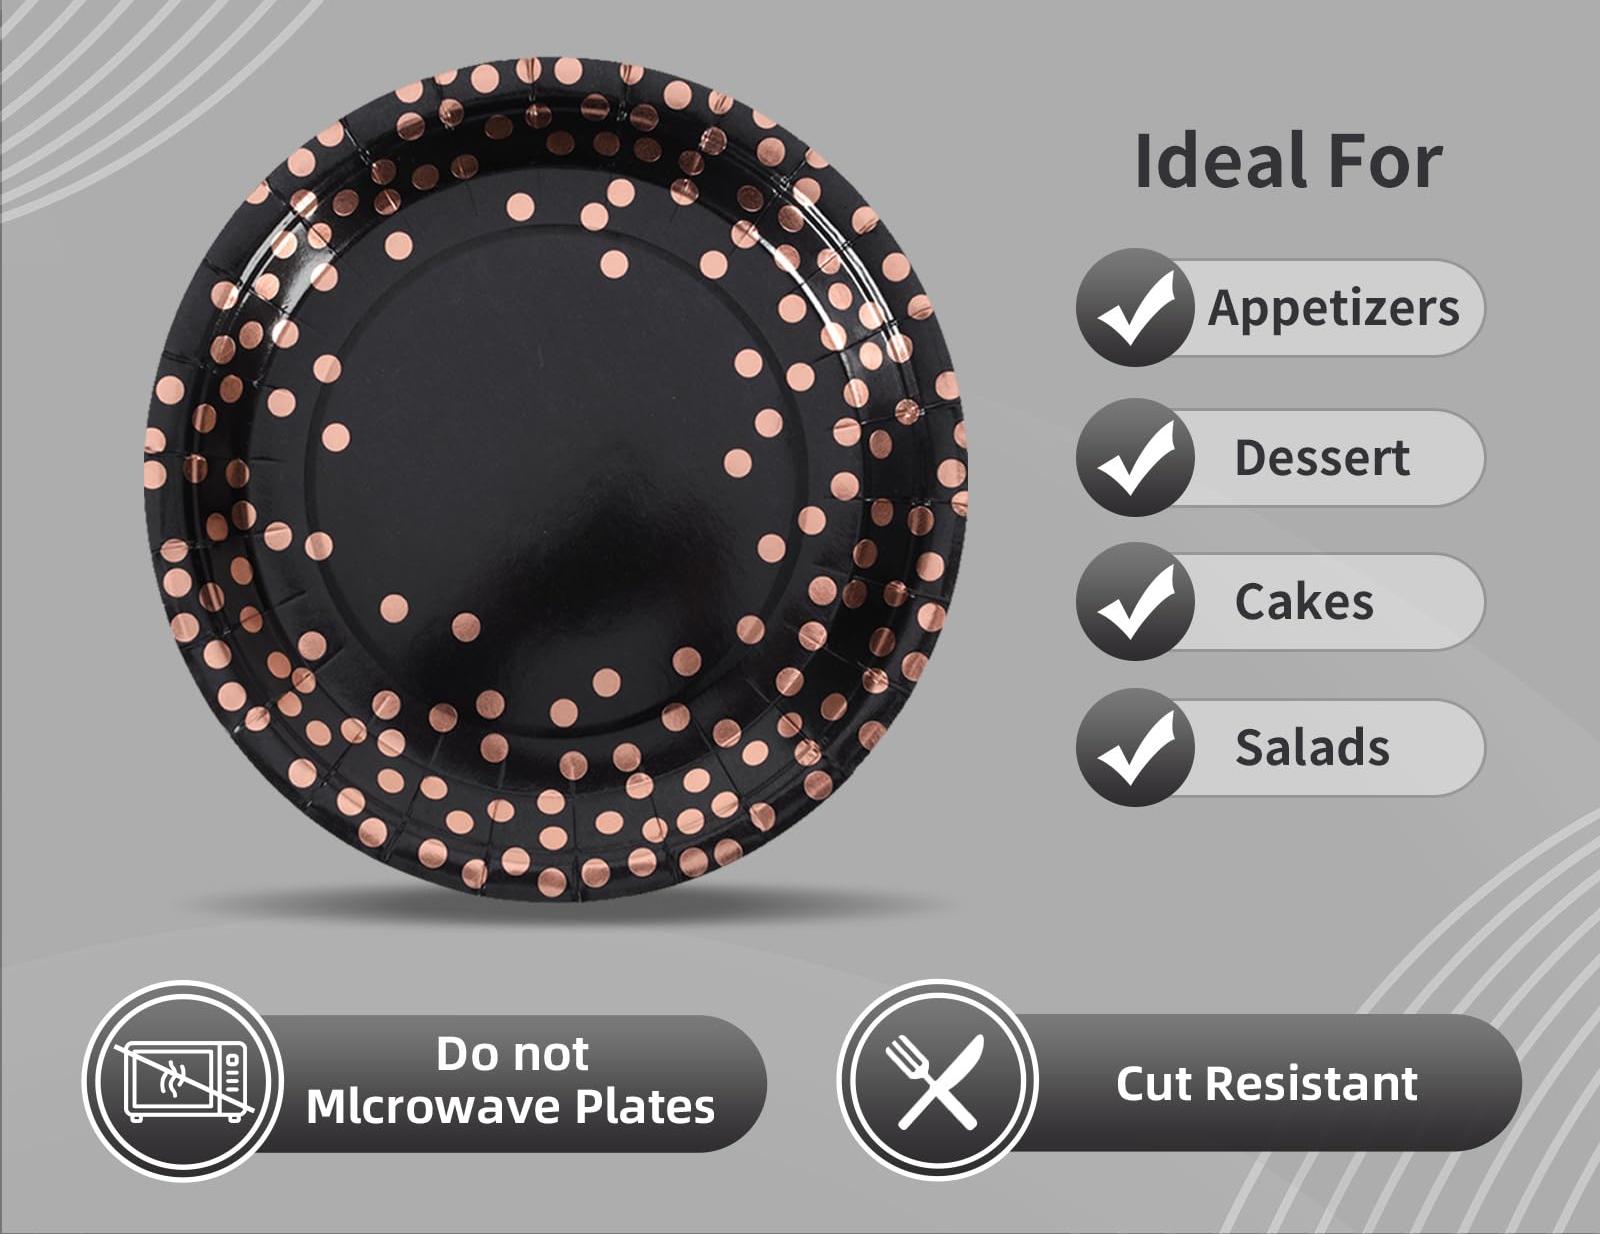 Ideal For
Appetizers
Dessert
Cakes
Salads
Do not
Mlcrowave Plates
Cut Resistant